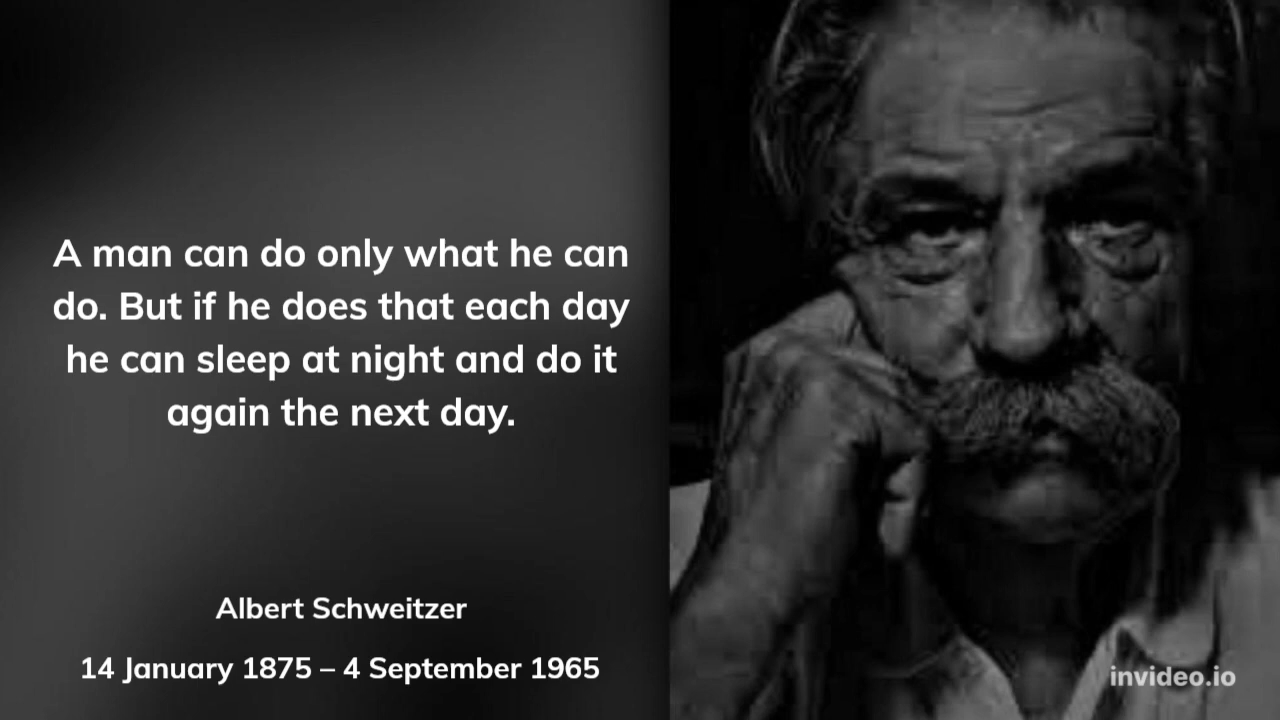 A man can do only what he can
do. But if he does that each day
he can sleep at night and do it
again the next day.
Albert Schweitzer
14 January 1875 – 4 September 1965
invideo.io